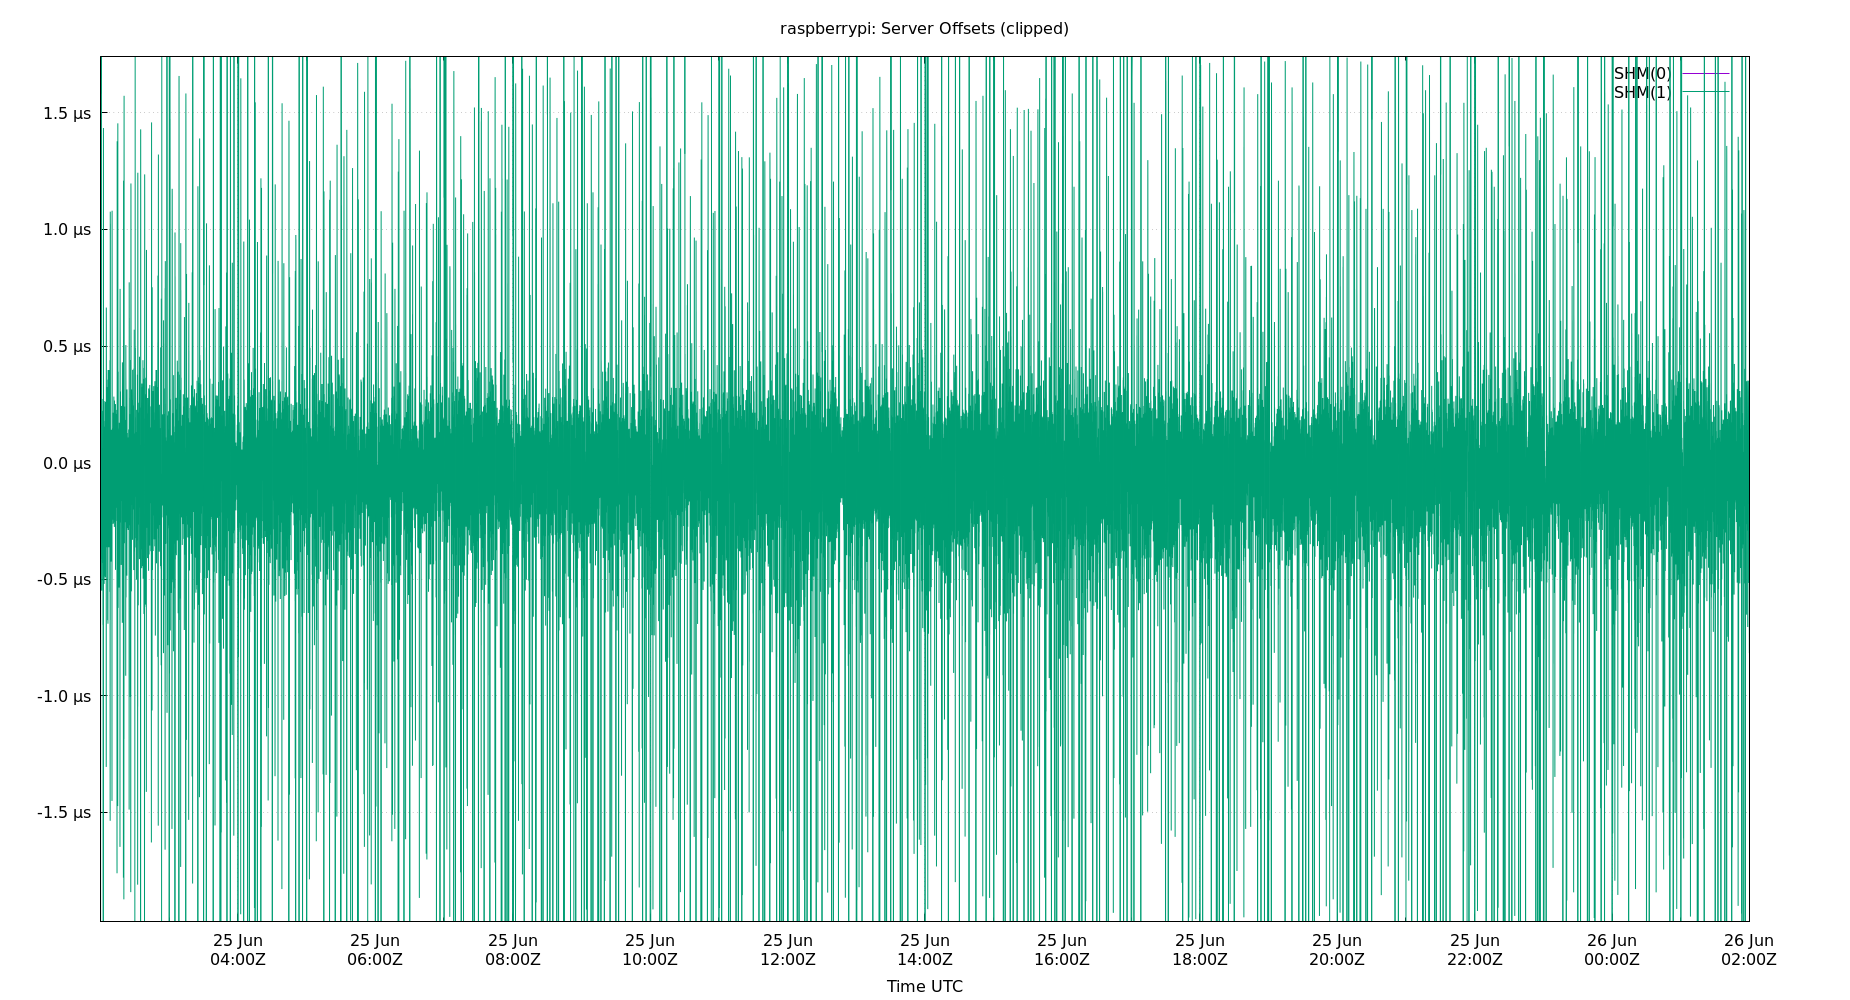 raspberrypi: Server Offsets (clipped)
SHM(0)
SHM(1)
1.5 µs
1.0 µs
0.5 µs
0.0 µs
-0.5 µs
-1.0 µs
-1.5 µs
25 Jun 25 Jun 25 Jun 25 Jun 25 Jun 25 Jun 25 Jun 25 Jun 25 Jun 25 Jun 26 Jun 26 Jun
04:00Z 06:00Z 08:00Z 10:00Z 12:00Z 14:00Z 16:00Z 18:00Z 20:00Z 22:00Z 00:00Z 02:00Z
Time UTC